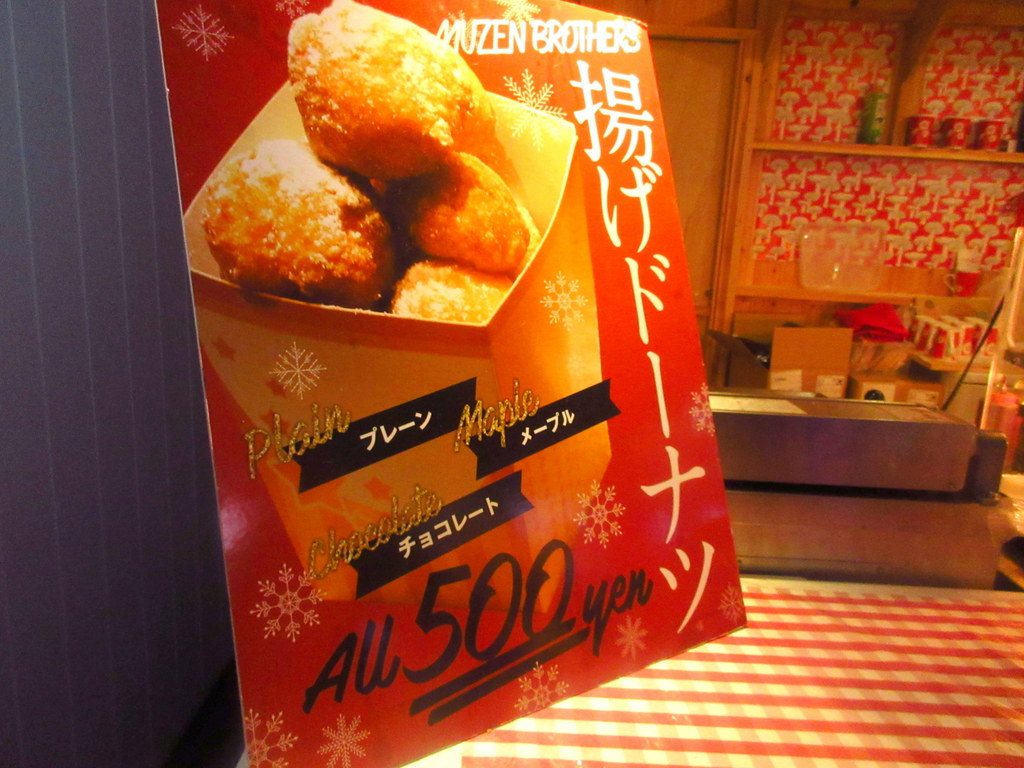 MUZEN BROTHERS
揚げドーナツ
Plain
プレーン
Maple
メープル
Chocolate
チョコレート
All 500 yen